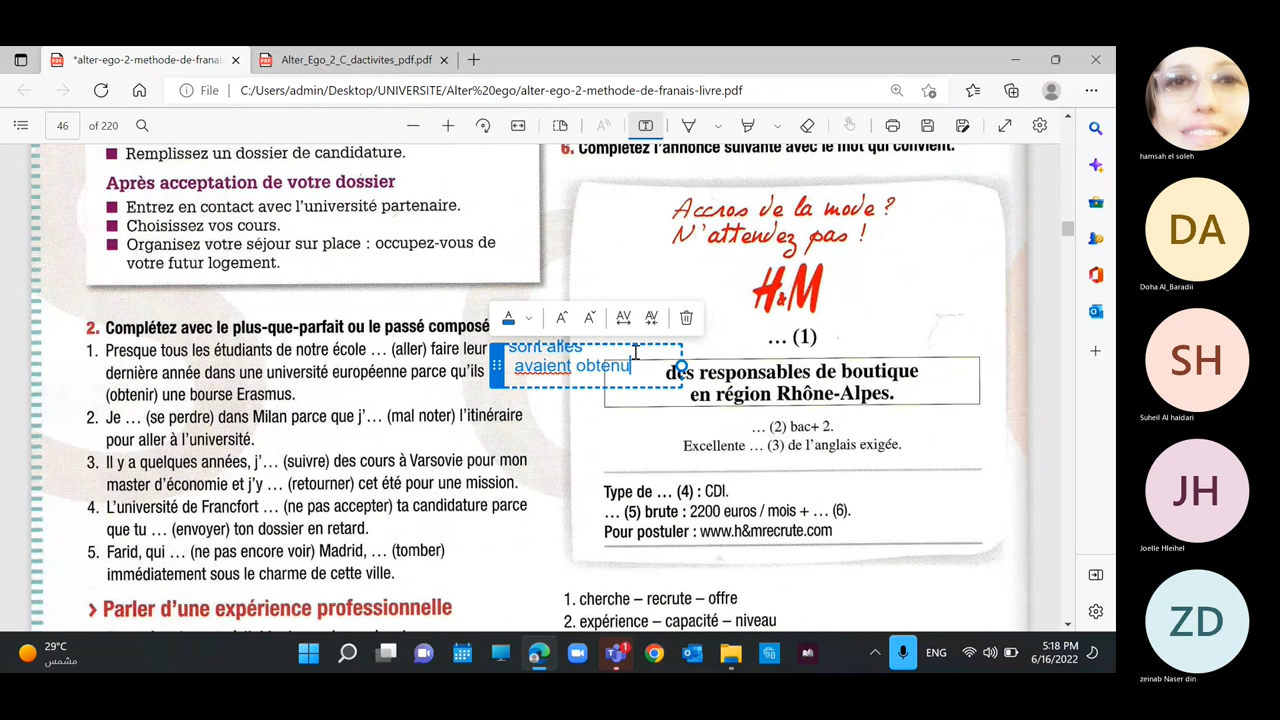 *alter-ego-2-methode-de-frana
Alter_Ego_2_C_dactivites_pdf.pdf
File
C:/Users/admin/Desktop/UNIVERSITE/Alter%20ego/alter-ego-2-methode-de-franais-livre.pdf
46 of 220
Remplissez un dossier de candidature.
Après acceptation de votre dossier
Entrez en contact avec l'université partenaire.
Choisissez vos cours.
Organisez votre séjour sur place : occupez-vous de
votre futur logement.
2. Complétez avec le plus-que-parfait ou le passé composé
1. Presque tous les étudiants de notre école … (aller) faire leur
dernière année dans une université européenne parce qu'ils
(obtenir) une bourse Erasmus.
2. Je … (se perdre) dans Milan parce que j'… (mal noter) l'itinéraire
pour aller à l'université.
3. Il y a quelques années, j'… (suivre) des cours à Varsovie pour mon
master d'économie et j'y … (retourner) cet été pour une mission.
4. L'université de Francfort … (ne pas accepter) ta candidature parce
que tu … (envoyer) ton dossier en retard.
5. Farid, qui … (ne pas encore voir) Madrid, … (tomber)
immédiatement sous le charme de cette ville.
> Parler d'une expérience professionnelle
sont allés
avaient obtenu
6. Complétez l'annonce suivante avec le mot qui convient.
Accros de la mode ?
N'attendez pas !
H&M
… (1)
des responsables de boutique
en région Rhône-Alpes.
… (2) bac+ 2.
Excellente … (3) de l'anglais exigée.
Type de … (4) : CDI.
… (5) brute : 2200 euros / mois + … (6).
Pour postuler : www.h&mrecrute.com
1. cherche – recrute – offre
2. expérience – capacité – niveau
29°C
مشمس
1
ENG
5:18 PM
6/16/2022
hamsah el soleh
DA
Doha Al_Baradii
SH
Suheil Al haidari
JH
Joelle Hleihel
ZD
zeinab Naser din